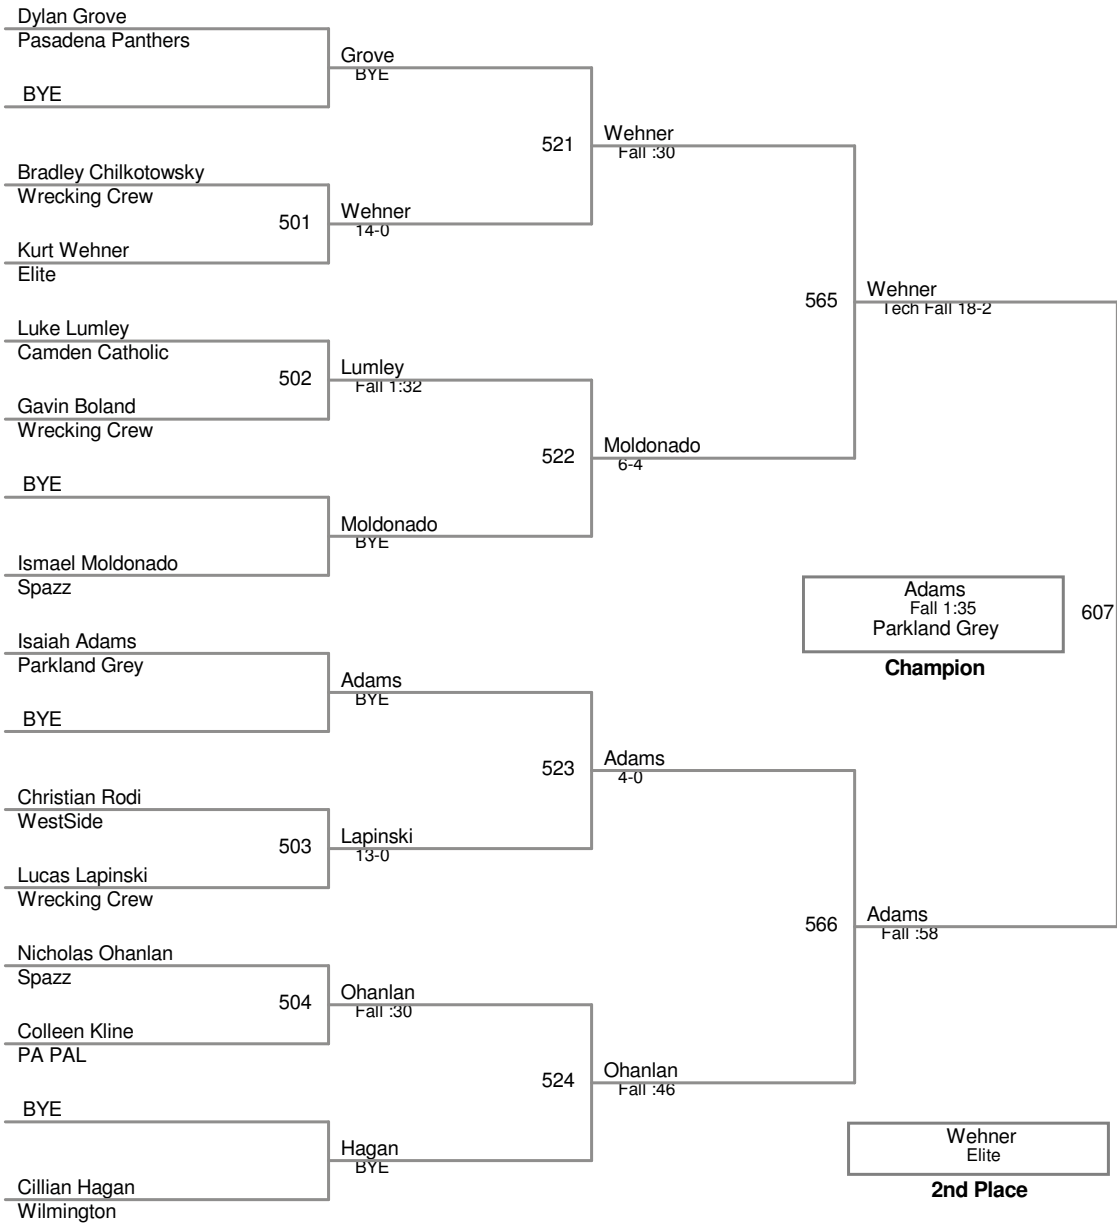 Dylan Grove
Pasadena Panthers
Grove
BYE
BYE
521
Wehner
Fall :30
Bradley Chilkotowsky
Wrecking Crew
501
Wehner
14-0
Kurt Wehner
Elite
565
Wehner
Tech Fall 18-2
Luke Lumley
Camden Catholic
502
Lumley
Fall 1:32
Gavin Boland
Wrecking Crew
522
Moldonado
6-4
BYE
Moldonado
BYE
Ismael Moldonado
Spazz
Adams
Fall 1:35
Parkland Grey
607
Champion
Isaiah Adams
Parkland Grey
Adams
BYE
BYE
523
Adams
4-0
Christian Rodi
WestSide
503
Lapinski
13-0
Lucas Lapinski
Wrecking Crew
566
Adams
Fall :58
Nicholas Ohanlan
Spazz
504
Ohanlan
Fall :30
Colleen Kline
PA PAL
524
Ohanlan
Fall :46
BYE
Hagan
BYE
Cillian Hagan
Wilmington
Wehner
Elite
2nd Place